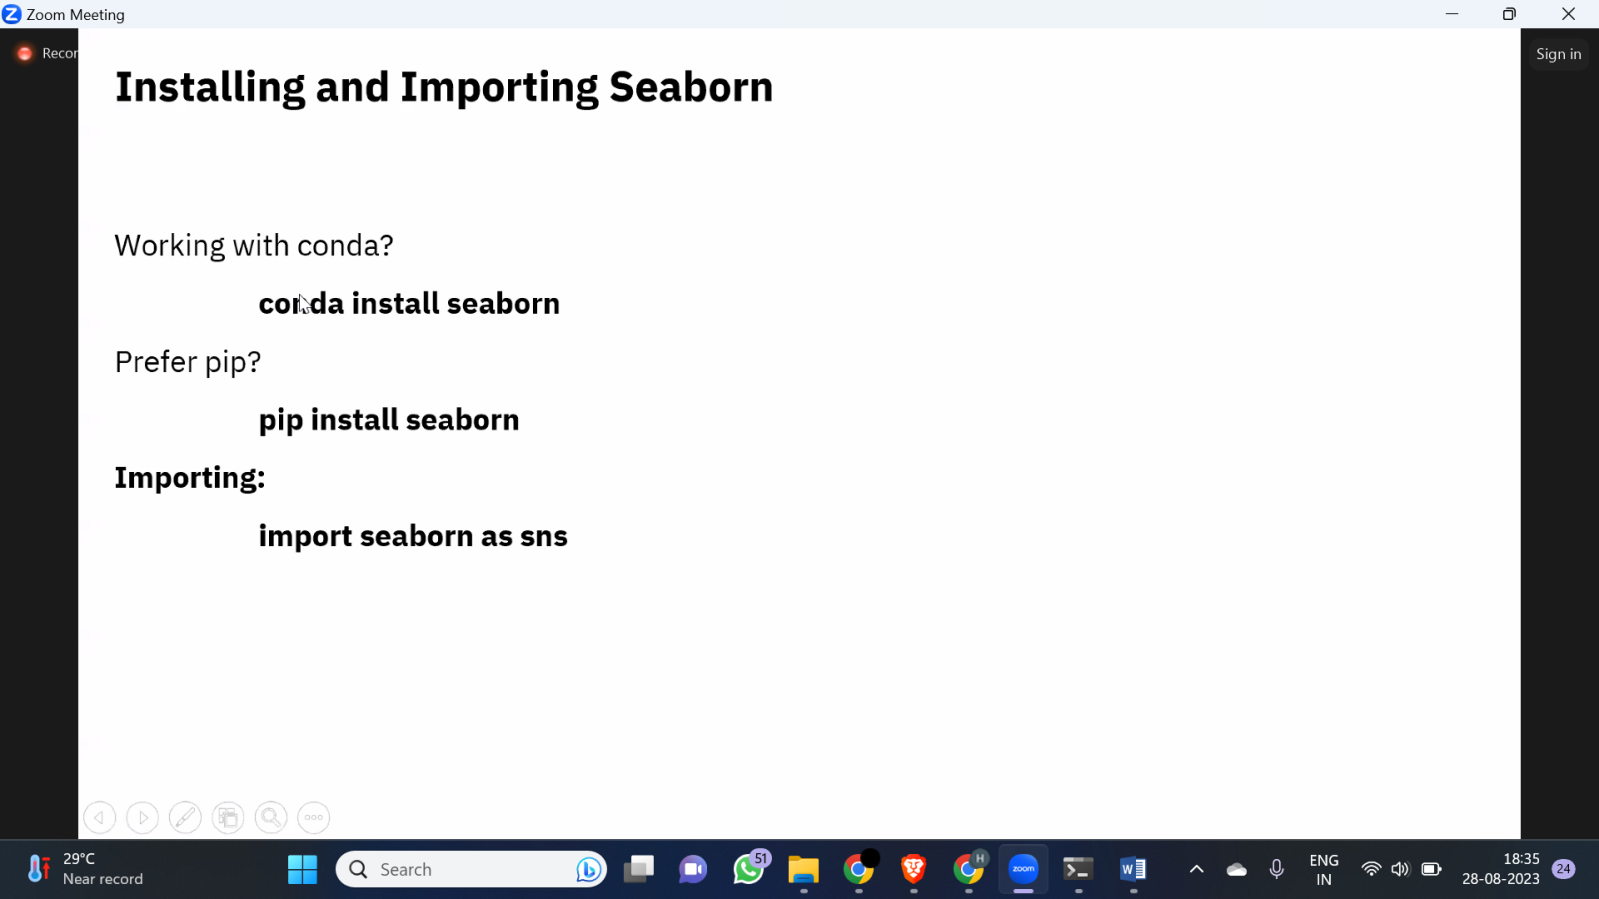 Zoom Meeting
Recor
Sign in
Installing and Importing Seaborn
Working with conda?
conda install seaborn
Prefer pip?
pip install seaborn
Importing:
import seaborn as sns
29°C
Near record
Search
51
H
zoom
W
ENG
IN
18:35
28-08-2023
24